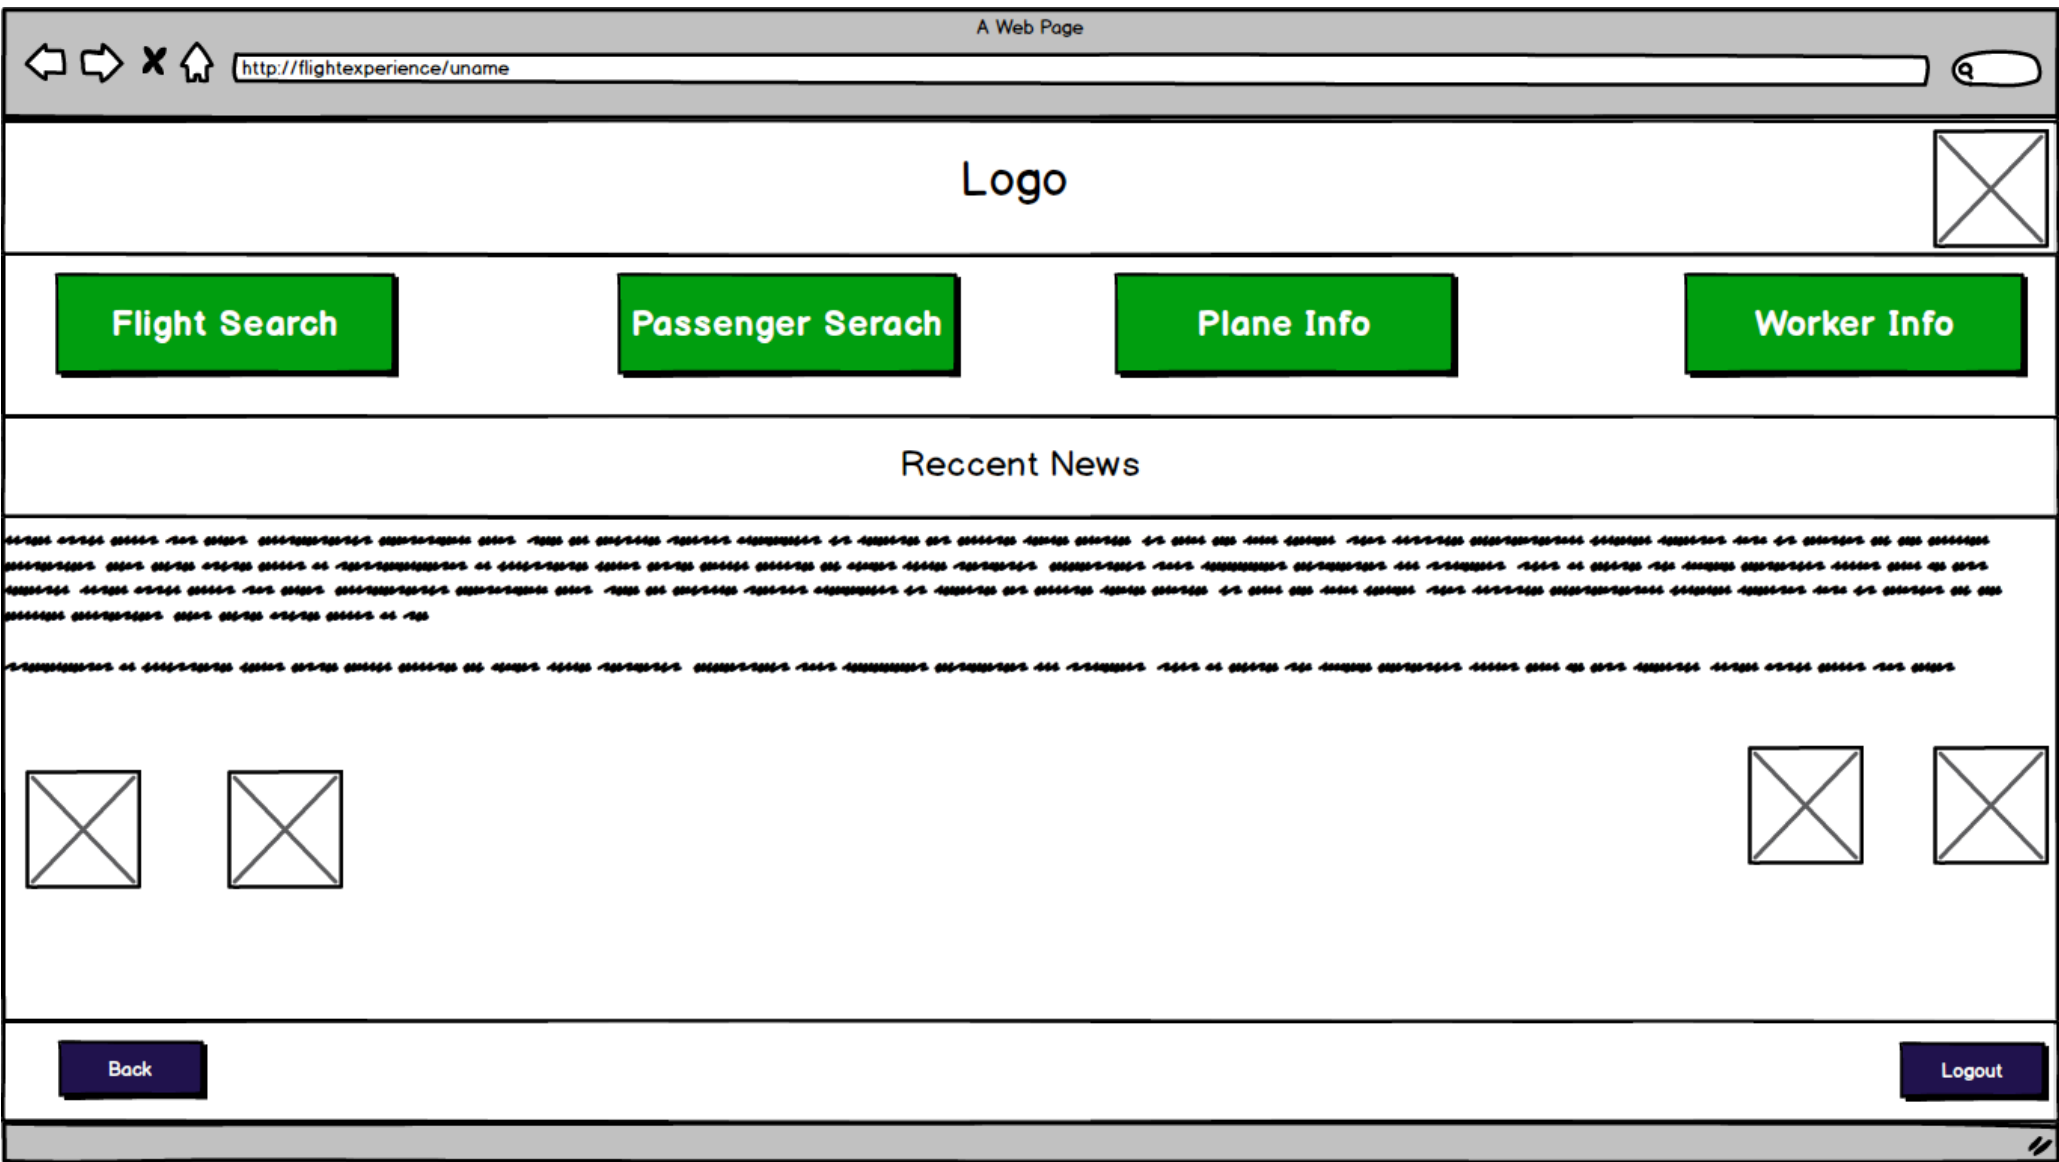 A Web Page
http://flightexperience/uname
Logo
Flight Search
Passenger Serach
Plane Info
Worker Info
Reccent News
Back
Logout